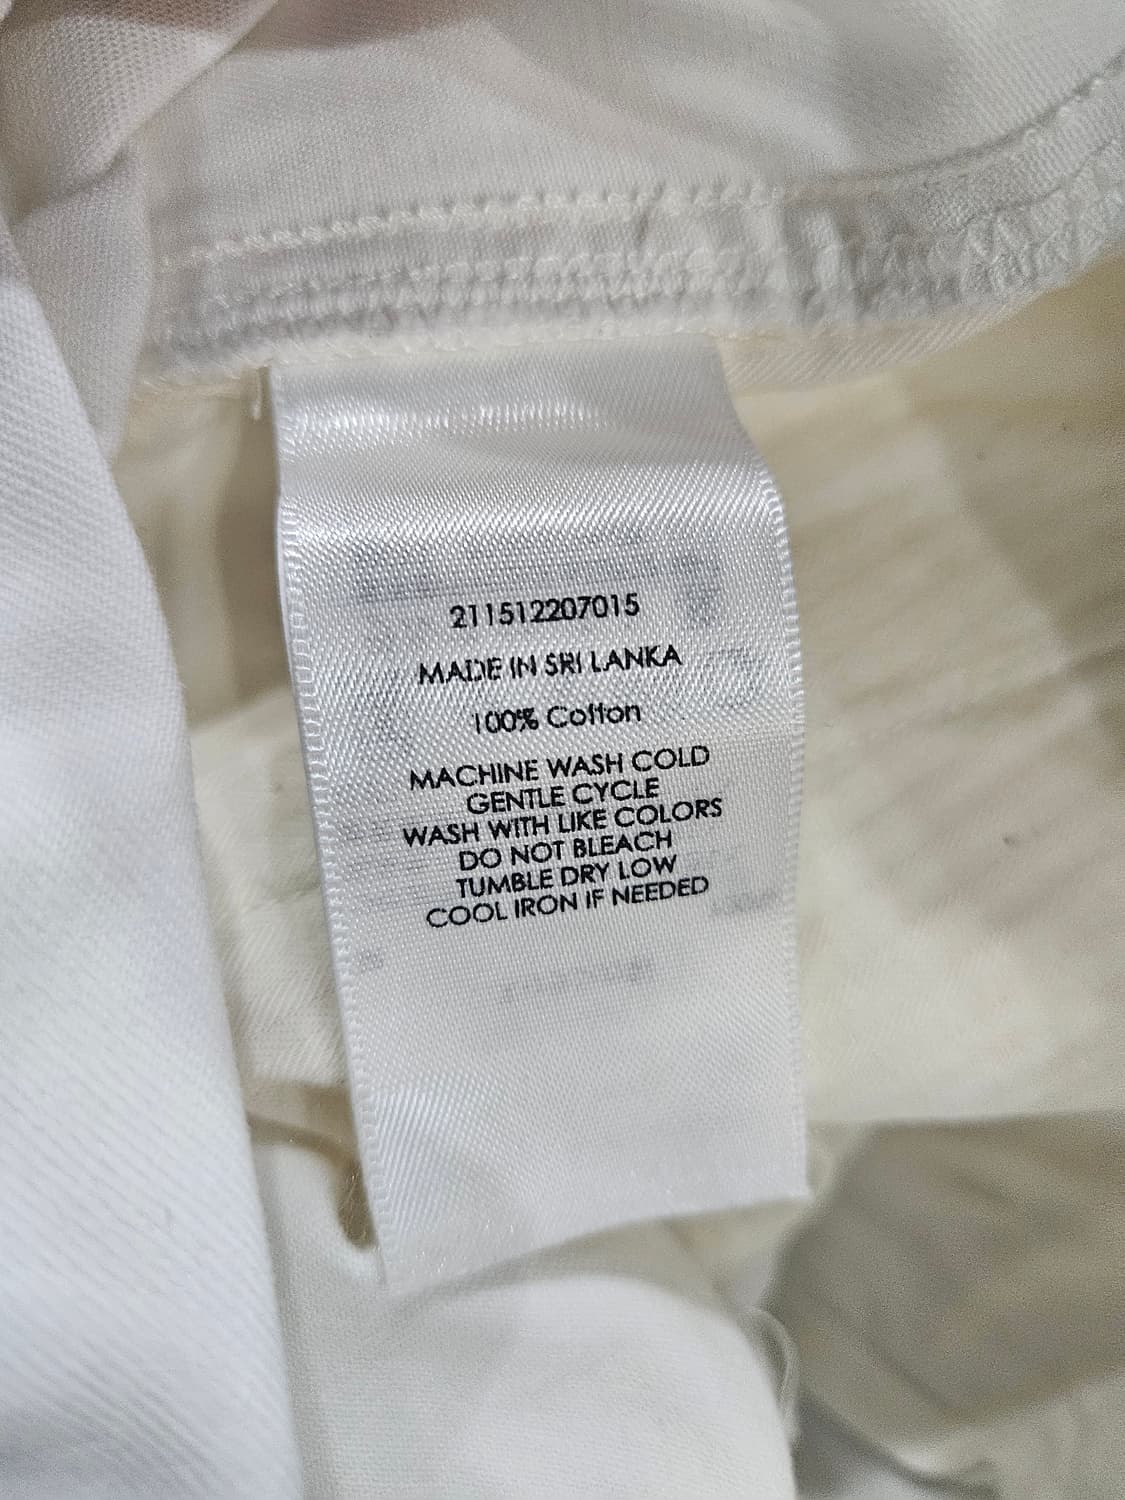 211512207015
MADE IN SRI LANKA
100% Cotton
MACHINE WASH COLD
GENTLE CYCLE
WASH WITH LIKE COLORS
DO NOT BLEACH
TUMBLE DRY LOW
COOL IRON IF NEEDED